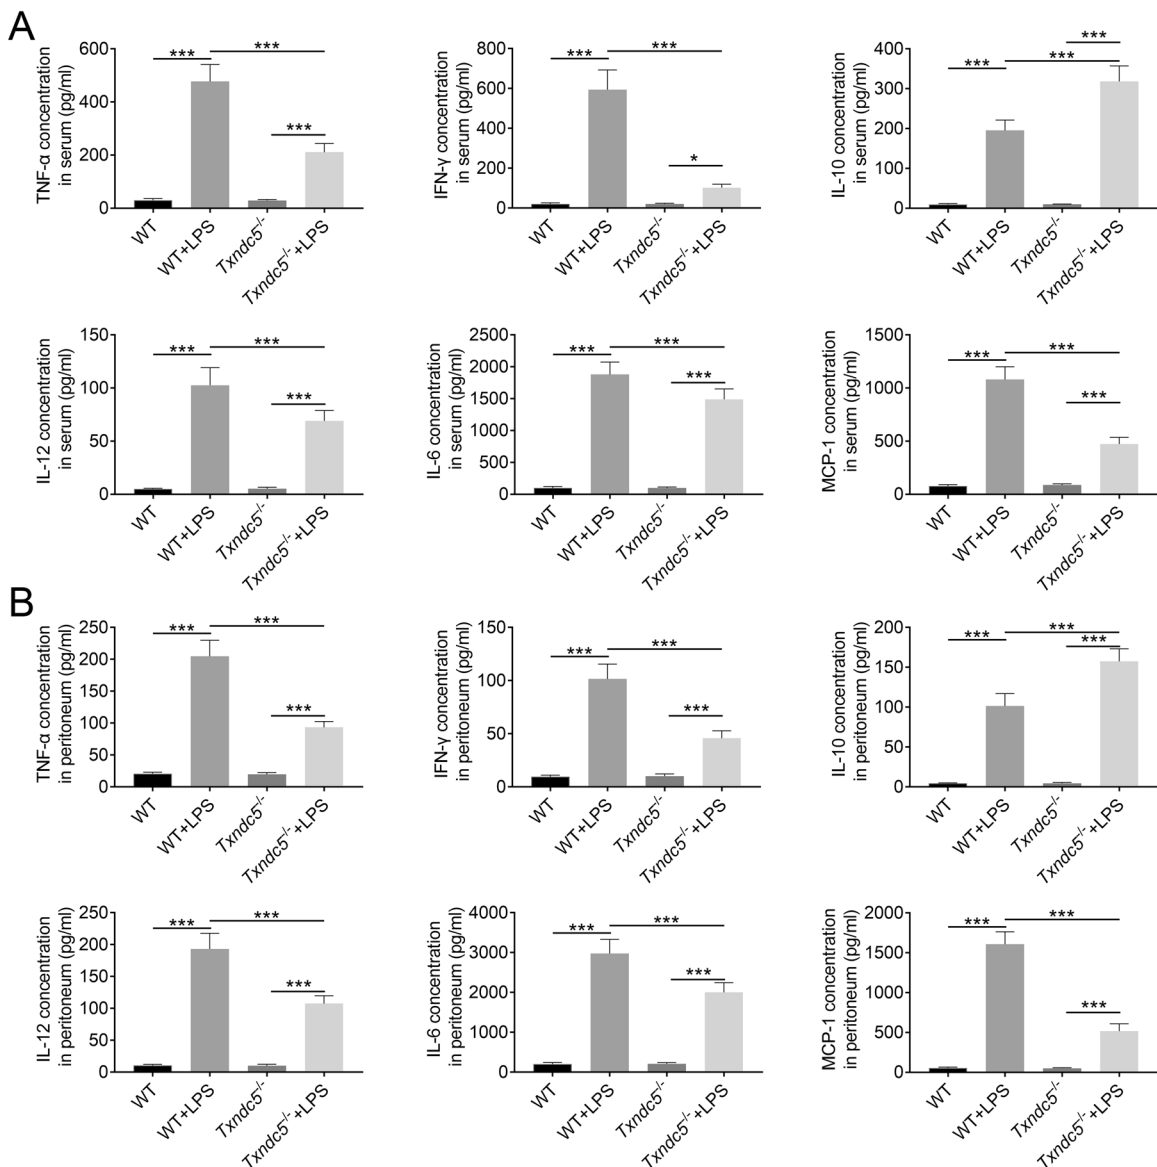 A
TNF-α concentration
in serum (pg/ml)
600
400
200
0
***
***
***
WT
WT+LPS
Txndc5-/-
Txndc5-/-+LPS
IFN-γ concentration
in serum (pg/ml)
800
600
400
200
0
***
***
*
WT
WT+LPS
Txndc5-/-
Txndc5-/-+LPS
IL-10 concentration
in serum (pg/ml)
400
300
200
100
0
***
***
***
WT
WT+LPS
Txndc5-/-
Txndc5-/-+LPS
IL-12 concentration
in serum (pg/ml)
150
100
50
0
***
***
***
WT
WT+LPS
Txndc5-/-
Txndc5-/-+LPS
IL-6 concentration
in serum (pg/ml)
2500
2000
1500
1000
500
0
***
***
***
WT
WT+LPS
Txndc5-/-
Txndc5-/-+LPS
MCP-1 concentration
in serum (pg/ml)
1500
1000
500
0
***
***
***
WT
WT+LPS
Txndc5-/-
Txndc5-/-+LPS
B
TNF-α concentration
in peritoneum (pg/ml)
250
200
150
100
50
0
***
***
***
WT
WT+LPS
Txndc5-/-
Txndc5-/-+LPS
IFN-γ concentration
in peritoneum (pg/ml)
150
100
50
0
***
***
***
WT
WT+LPS
Txndc5-/-
Txndc5-/-+LPS
IL-10 concentration
in peritoneum (pg/ml)
200
150
100
50
0
***
***
***
WT
WT+LPS
Txndc5-/-
Txndc5-/-+LPS
IL-12 concentration
in peritoneum (pg/ml)
250
200
150
100
50
0
***
***
***
WT
WT+LPS
Txndc5-/-
Txndc5-/-+LPS
IL-6 concentration
in peritoneum (pg/ml)
4000
3000
2000
1000
0
***
***
***
WT
WT+LPS
Txndc5-/-
Txndc5-/-+LPS
MCP-1 concentration
in peritoneum (pg/ml)
2000
1500
1000
500
0
***
***
***
WT
WT+LPS
Txndc5-/-
Txndc5-/-+LPS